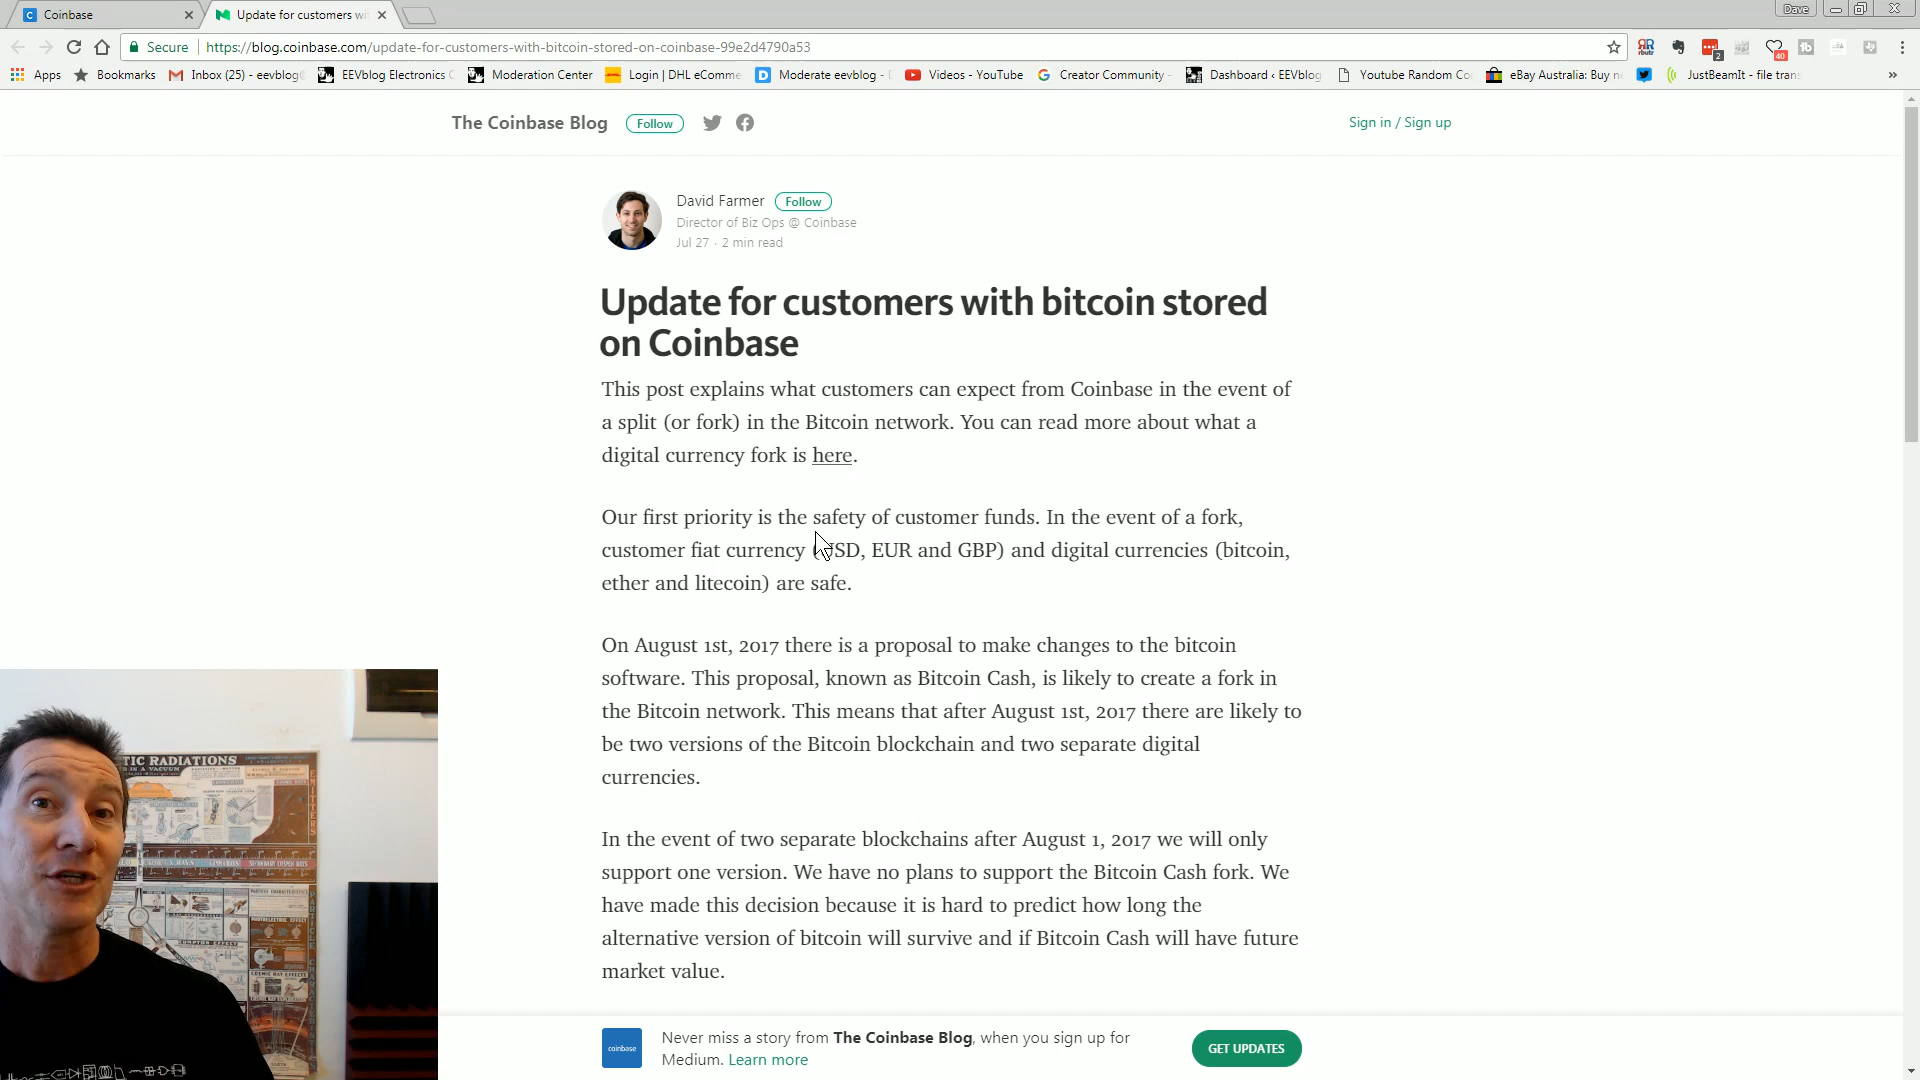 Coinbase
Update for customers wi
Dave
Secure
https://blog.coinbase.com/update-for-customers-with-bitcoin-stored-on-coinbase-99e2d4790a53
Apps
Bookmarks
Inbox (25) - eevblog
EEVblog Electronics C
Moderation Center
Login | DHL eComme
Moderate eevblog -
Videos - YouTube
Creator Community -
Dashboard ‹ EEVblog
Youtube Random Co
eBay Australia: Buy n
JustBeamIt - file tran
The Coinbase Blog
Follow
Sign in / Sign up
David Farmer
Follow
Director of Biz Ops @ Coinbase
Jul 27 · 2 min read
Update for customers with bitcoin stored
on Coinbase
This post explains what customers can expect from Coinbase in the event of
a split (or fork) in the Bitcoin network. You can read more about what a
digital currency fork is here.
Our first priority is the safety of customer funds. In the event of a fork,
customer fiat currency (USD, EUR and GBP) and digital currencies (bitcoin,
ether and litecoin) are safe.
On August 1st, 2017 there is a proposal to make changes to the bitcoin
software. This proposal, known as Bitcoin Cash, is likely to create a fork in
the Bitcoin network. This means that after August 1st, 2017 there are likely to
be two versions of the Bitcoin blockchain and two separate digital
currencies.
In the event of two separate blockchains after August 1, 2017 we will only
support one version. We have no plans to support the Bitcoin Cash fork. We
have made this decision because it is hard to predict how long the
alternative version of bitcoin will survive and if Bitcoin Cash will have future
market value.
TIC RADIATIONS
IN A VACUUM
EMITTERS
PHOTOELECTRIC EFFECT
COMPTON EFFECT
COSMIC RAY EFFECTS
coinbase
Never miss a story from The Coinbase Blog, when you sign up for
Medium. Learn more
GET UPDATES